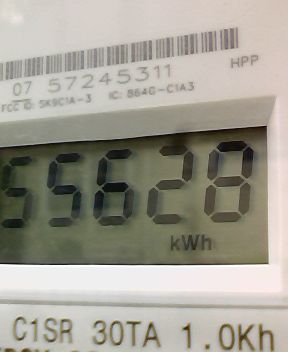 07 57245311
HPP
FCC ID: SK9C1A-3 IC: 864G-C1A3
55628
kWh
C1SR 30TA 1.0Kh